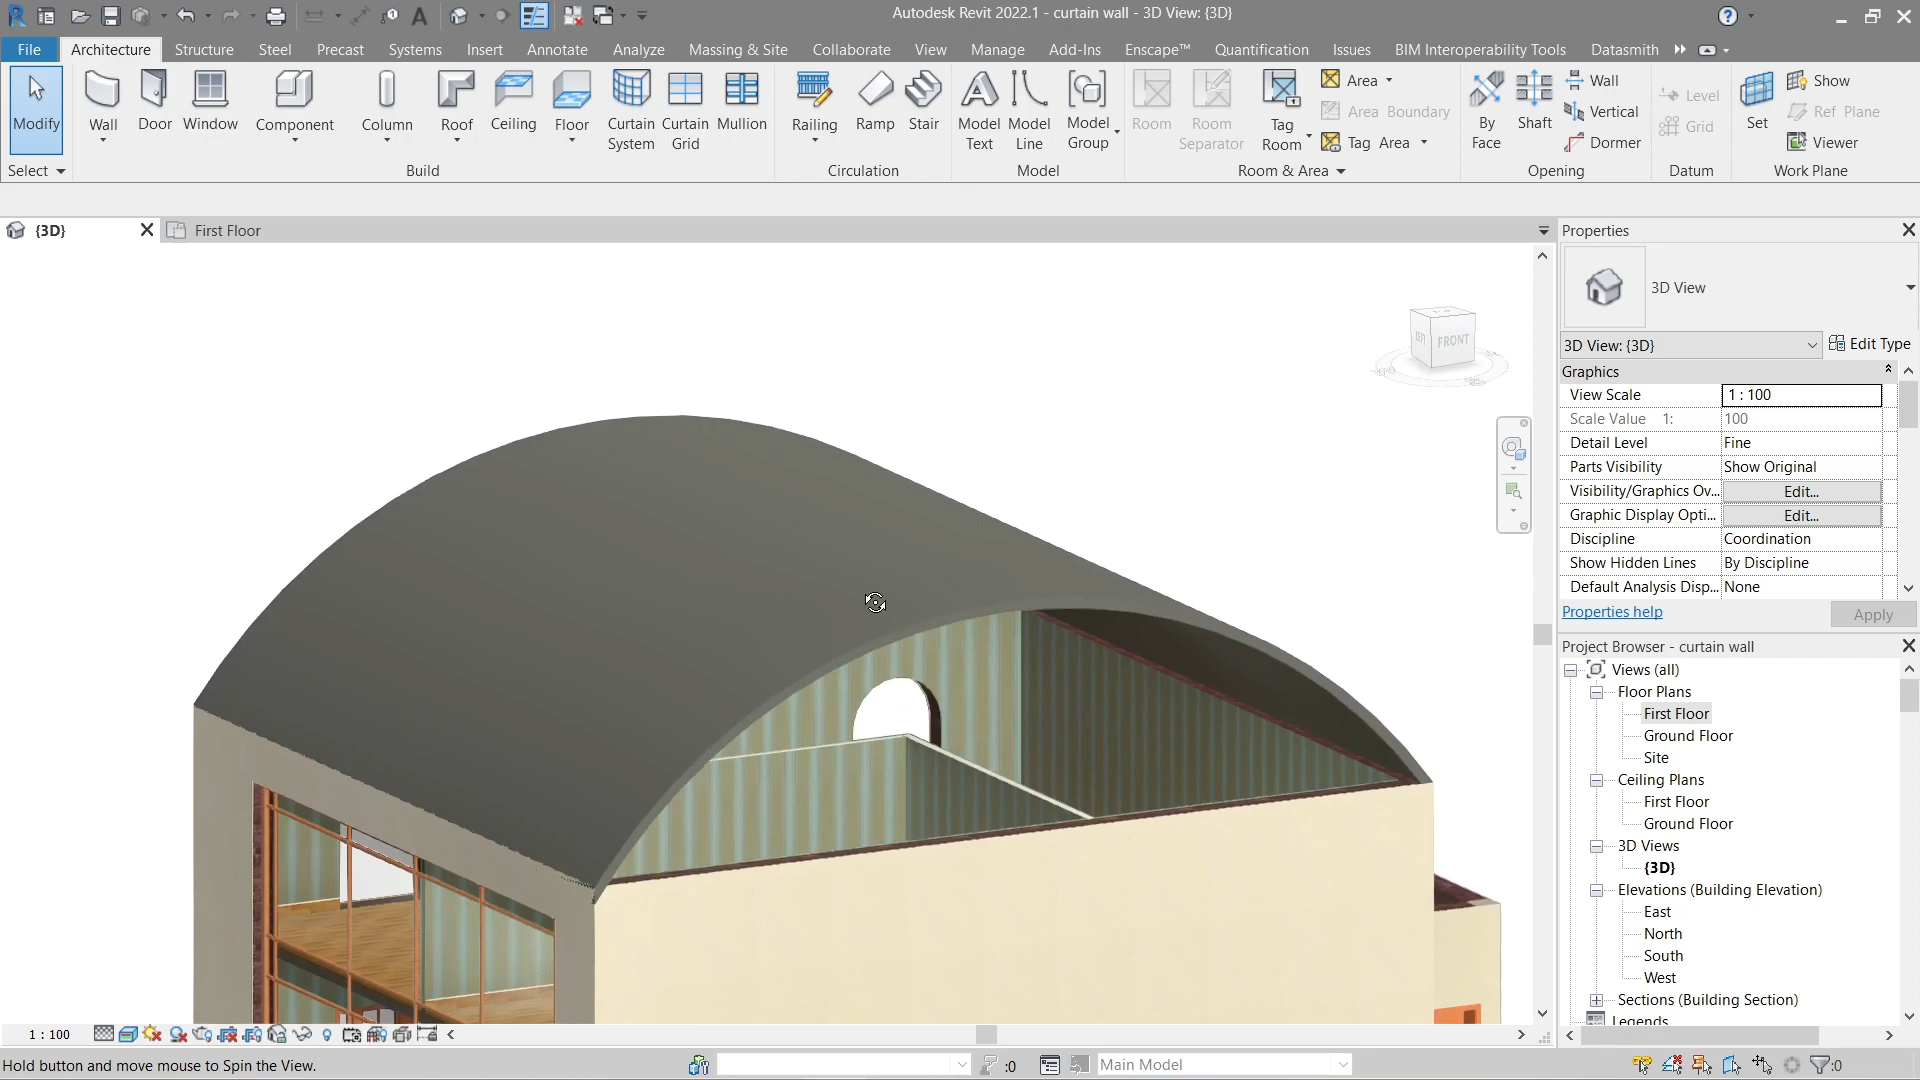 Autodesk Revit 2022.1 - curtain wall - 3D View: {3D}
File Architecture Structure Steel Precast Systems Insert Annotate Analyze Massing & Site Collaborate View Manage Add-Ins Enscape™ Quantification Issues BIM Interoperability Tools Datasmith
Modify
Wall
Door
Window
Component
Column
Roof
Ceiling
Floor
Curtain System
Curtain Grid
Mullion
Railing
Ramp
Stair
Model Text
Model Line
Model Group
Room
Room Separator
Tag Room
Area
Area Boundary
Tag Area
By Face
Shaft
Wall
Vertical
Dormer
Level
Grid
Set
Show
Ref Plane
Viewer
Select Build Circulation Model Room & Area Opening Datum Work Plane
{3D}
First Floor
LEFT
FRONT
Properties
3D View
3D View: {3D} Edit Type
Graphics
View Scale 1 : 100
Scale Value 1: 100
Detail Level Fine
Parts Visibility Show Original
Visibility/Graphics Ov... Edit...
Graphic Display Opti... Edit...
Discipline Coordination
Show Hidden Lines By Discipline
Default Analysis Disp... None
Properties help Apply
Project Browser - curtain wall
Views (all)
Floor Plans
First Floor
Ground Floor
Site
Ceiling Plans
First Floor
Ground Floor
3D Views
{3D}
Elevations (Building Elevation)
East
North
South
West
Sections (Building Section)
Legends
1 : 100
Hold button and move mouse to Spin the View.
:0
Main Model
:0